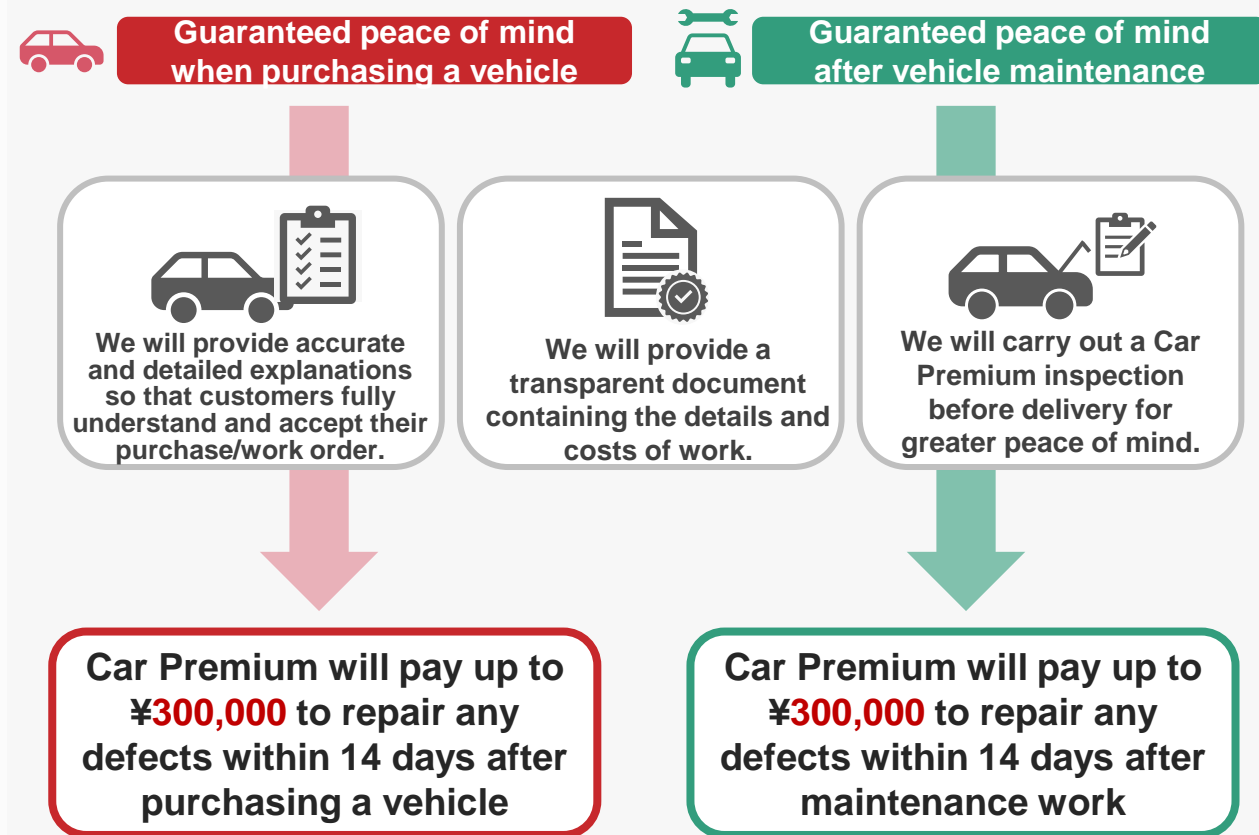 Guaranteed peace of mind
when purchasing a vehicle
Guaranteed peace of mind
after vehicle maintenance
We will provide accurate
and detailed explanations
so that customers fully
understand and accept their
purchase/work order.
We will provide a
transparent document
containing the details and
costs of work.
We will carry out a Car
Premium inspection
before delivery for
greater peace of mind.
Car Premium will pay up to
¥300,000 to repair any
defects within 14 days after
purchasing a vehicle
Car Premium will pay up to
¥300,000 to repair any
defects within 14 days after
maintenance work